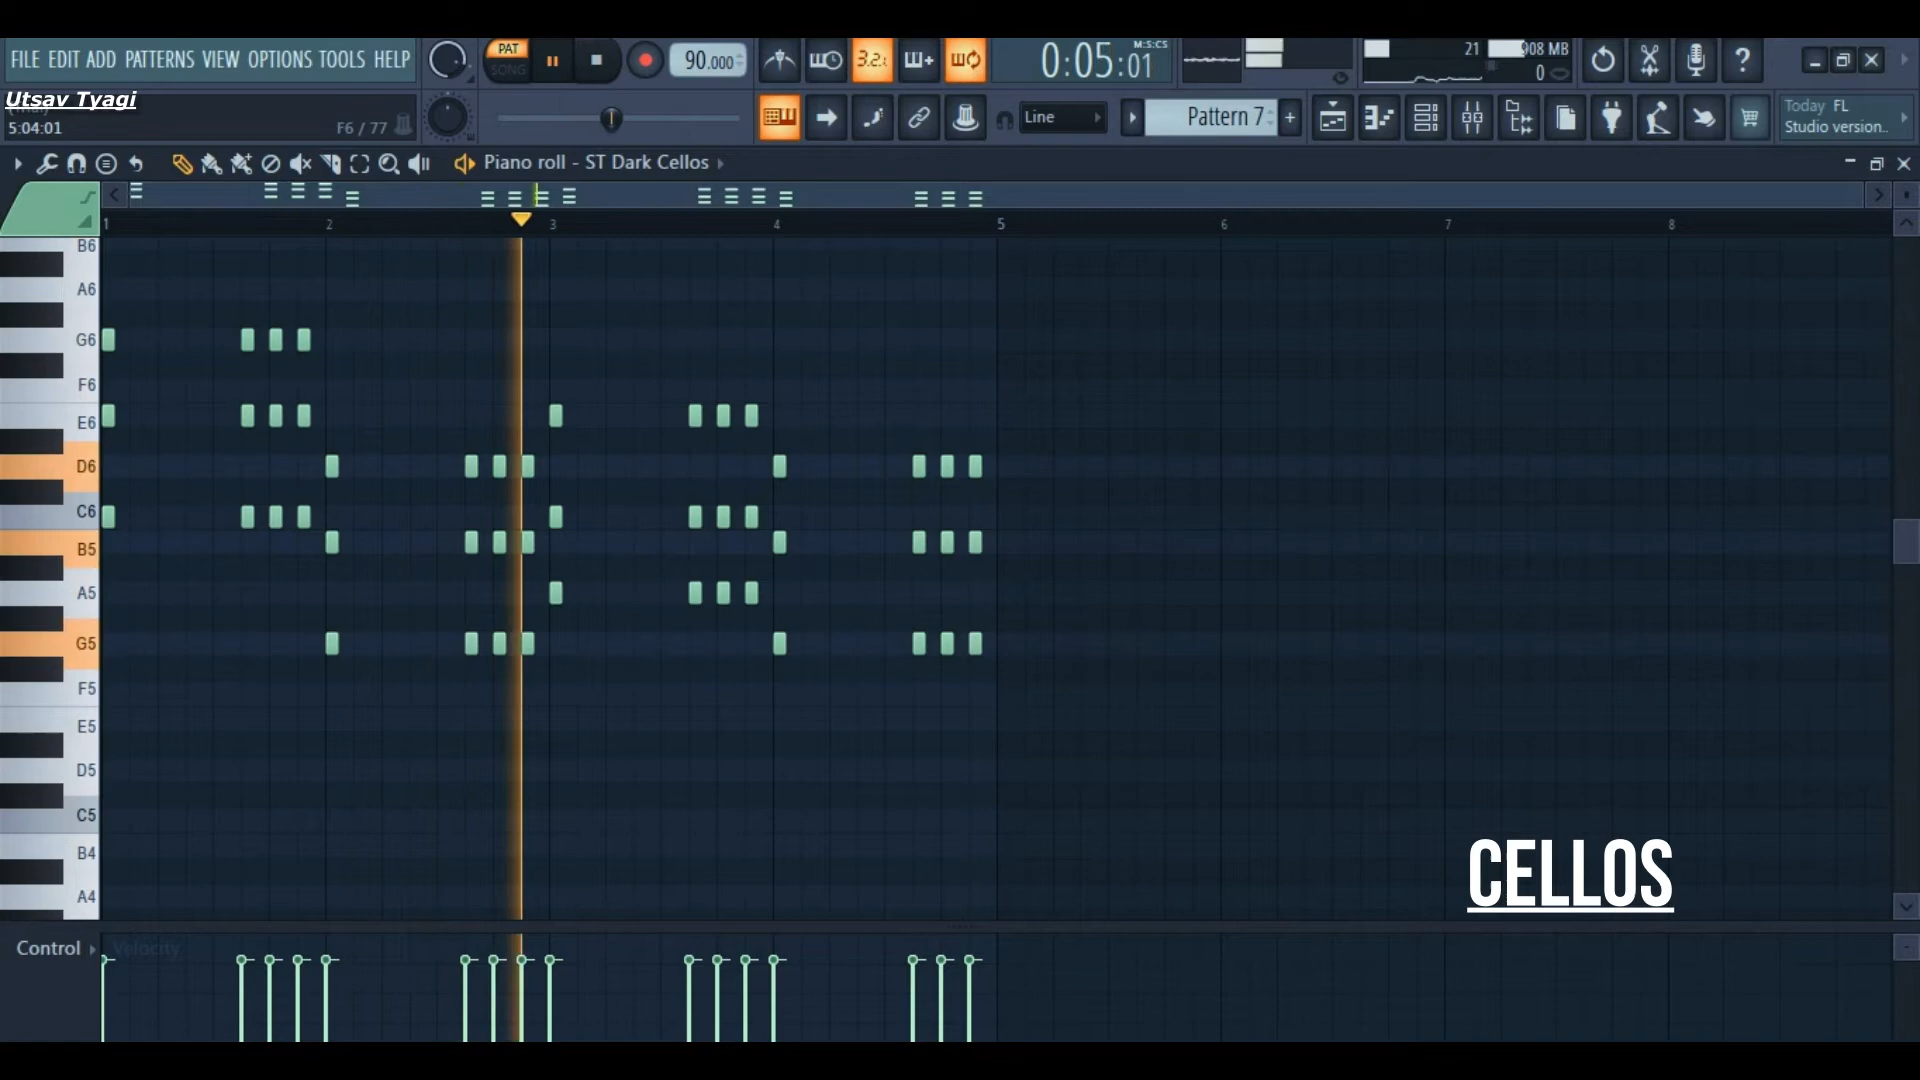 FILE EDIT ADD PATTERNS VIEW OPTIONS TOOLS HELP
PAT
SONG
90.000
3.2.
0:05:01
M:S:CS
21
908 MB
0
Utsav Tyagi
5:04:01
F6 / 77
Line
Pattern 7
Today FL
Studio version..
Piano roll - ST Dark Cellos
1 2 3 4 5 6 7 8
B6
A6
G6
F6
E6
D6
C6
B5
A5
G5
F5
E5
D5
C5
B4
A4
CELLOS
Control
Velocity